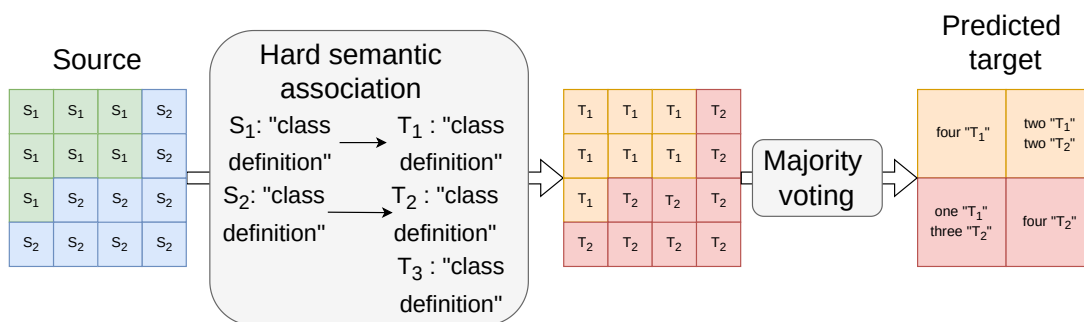 Source
S1 S1 S1 S2
S1 S1 S1 S2
S1 S2 S2 S2
S2 S2 S2 S2
Hard semantic
association
S1: "class
definition"
T1 : "class
definition"
S2: "class
definition"
T2 : "class
definition"
T3 : "class
definition"
T1 T1 T1 T2
T1 T1 T1 T2
T1 T2 T2 T2
T2 T2 T2 T2
Majority
voting
Predicted
target
four "T1"
two "T1"
two "T2"
one "T1"
three "T2"
four "T2"